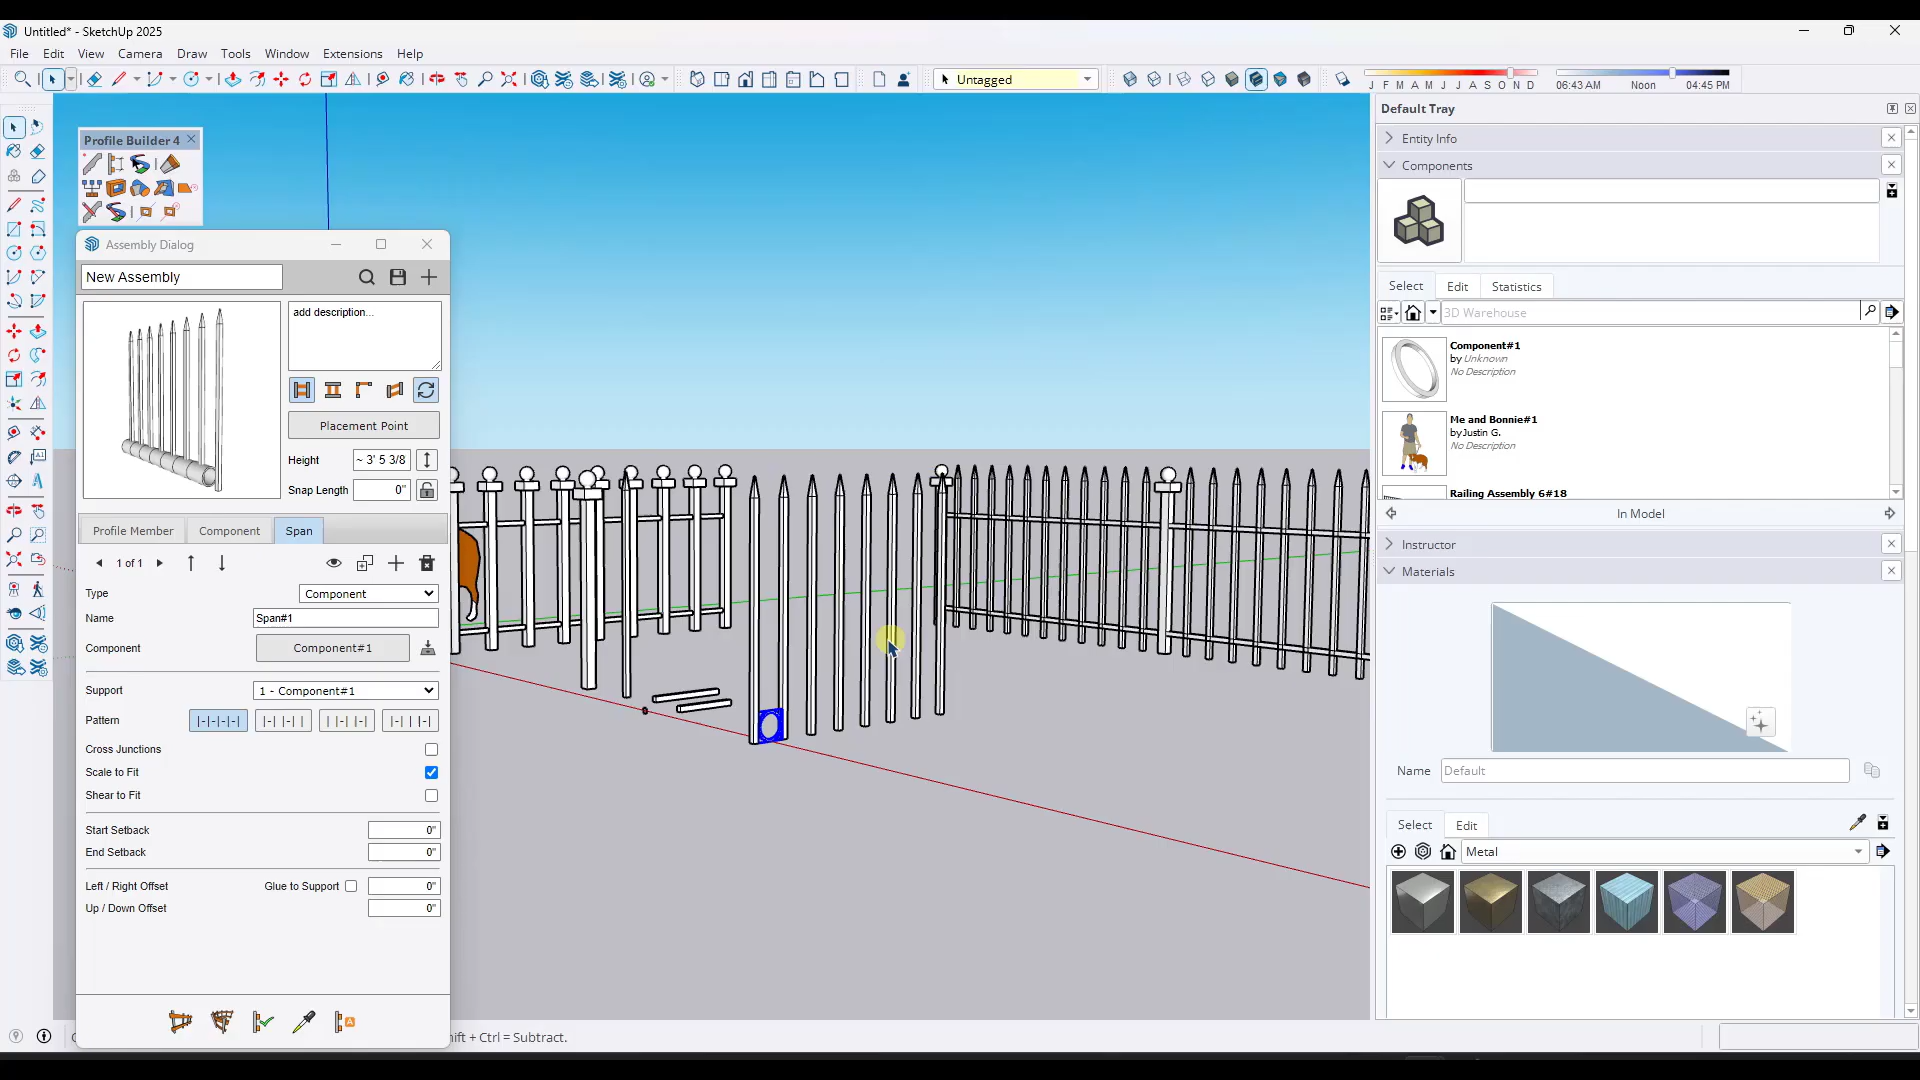 Untitled* - SketchUp 2025
File Edit View Camera Draw Tools Window Extensions Help
Untagged
J F M A M J J A S O N D
06:43 AM Noon 04:45 PM
Profile Builder 4
Assembly Dialog
New Assembly
add description...
Placement Point
Height ~ 3' 5 3/8
Snap Length 0"
Profile Member Component Span
1 of 1
Type Component
Name Span#1
Component Component#1
Support 1 - Component#1
Pattern |-|-|-|-| |-| |-| | | |-| |-| |-| | |-|
Cross Junctions
Scale to Fit
Shear to Fit
Start Setback 0"
End Setback 0"
Left / Right Offset Glue to Support 0"
Up / Down Offset 0"
hift + Ctrl = Subtract.
Default Tray
Entity Info
Components
Select Edit Statistics
3D Warehouse
Component#1
by Unknown
No Description
Me and Bonnie#1
by Justin G.
No Description
Railing Assembly 6#18
In Model
Instructor
Materials
Name Default
Select Edit
Metal